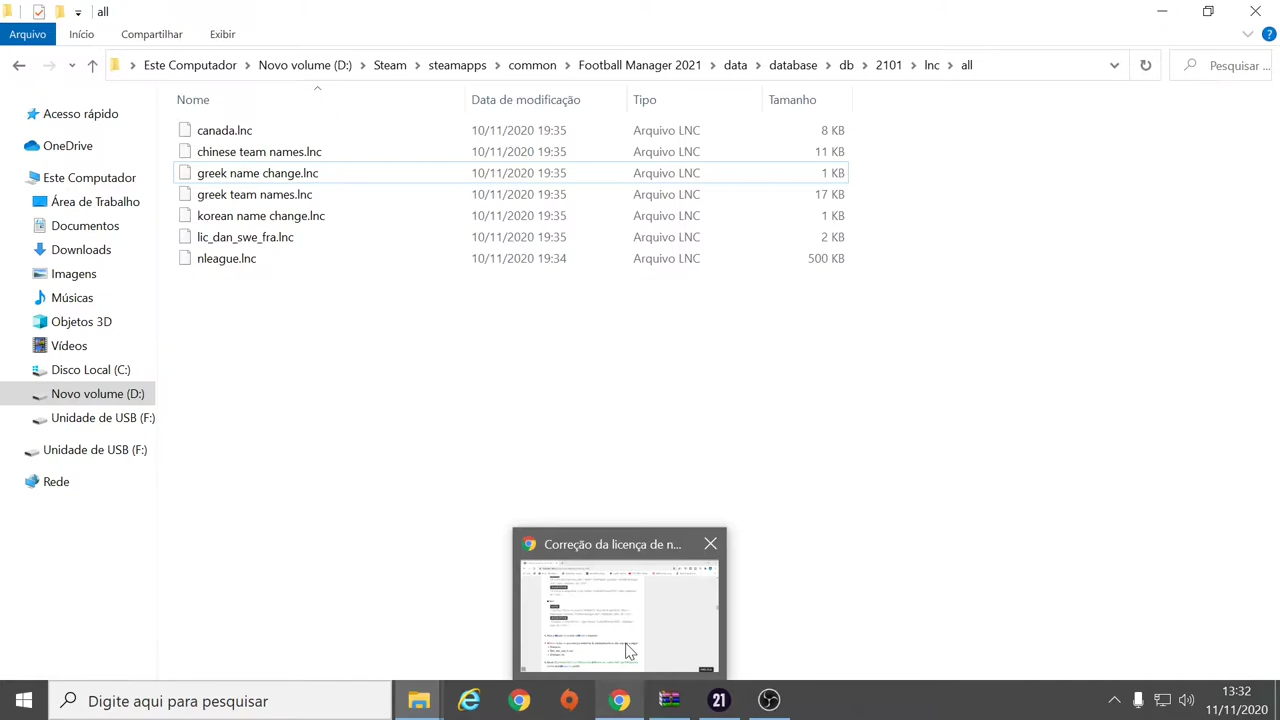 all
Arquivo Início Compartilhar Exibir
Este Computador Novo volume (D:) Steam steamapps common Football Manager 2021 data database db 2101 lnc all Pesquisar ...
Nome Data de modificação Tipo Tamanho
Acesso rápido
OneDrive
Este Computador
Área de Trabalho
Documentos
Downloads
Imagens
Músicas
Objetos 3D
Vídeos
Disco Local (C:)
Novo volume (D:)
Unidade de USB (F:)
Unidade de USB (F:)
Rede
canada.lnc 10/11/2020 19:35 Arquivo LNC 8 KB
chinese team names.lnc 10/11/2020 19:35 Arquivo LNC 11 KB
greek name change.lnc 10/11/2020 19:35 Arquivo LNC 1 KB
greek team names.lnc 10/11/2020 19:35 Arquivo LNC 17 KB
korean name change.lnc 10/11/2020 19:35 Arquivo LNC 1 KB
lic_dan_swe_fra.lnc 10/11/2020 19:35 Arquivo LNC 2 KB
nleague.lnc 10/11/2020 19:34 Arquivo LNC 500 KB
Correção da licença de n...
Digite aqui para pesquisar
21
13:32
11/11/2020